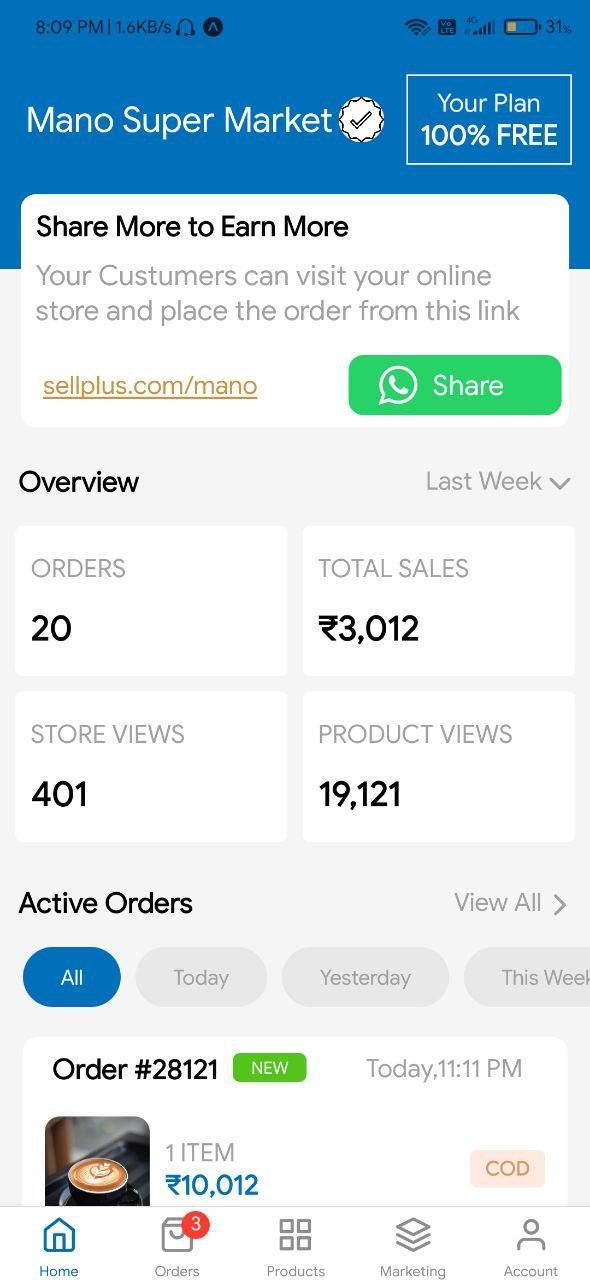 8:09 PM | 1.6KB/s
Vo LTE 4G 31%
Mano Super Market
Your Plan
100% FREE
Share More to Earn More
Your Custumers can visit your online
store and place the order from this link
sellplus.com/mano
Share
Overview
Last Week
ORDERS
TOTAL SALES
20
₹3,012
STORE VIEWS
PRODUCT VIEWS
401
19,121
Active Orders
View All
All
Today
Yesterday
This Week
Order #28121
NEW
Today,11:11 PM
1 ITEM
COD
₹10,012
3
Home
Orders
Products
Marketing
Account